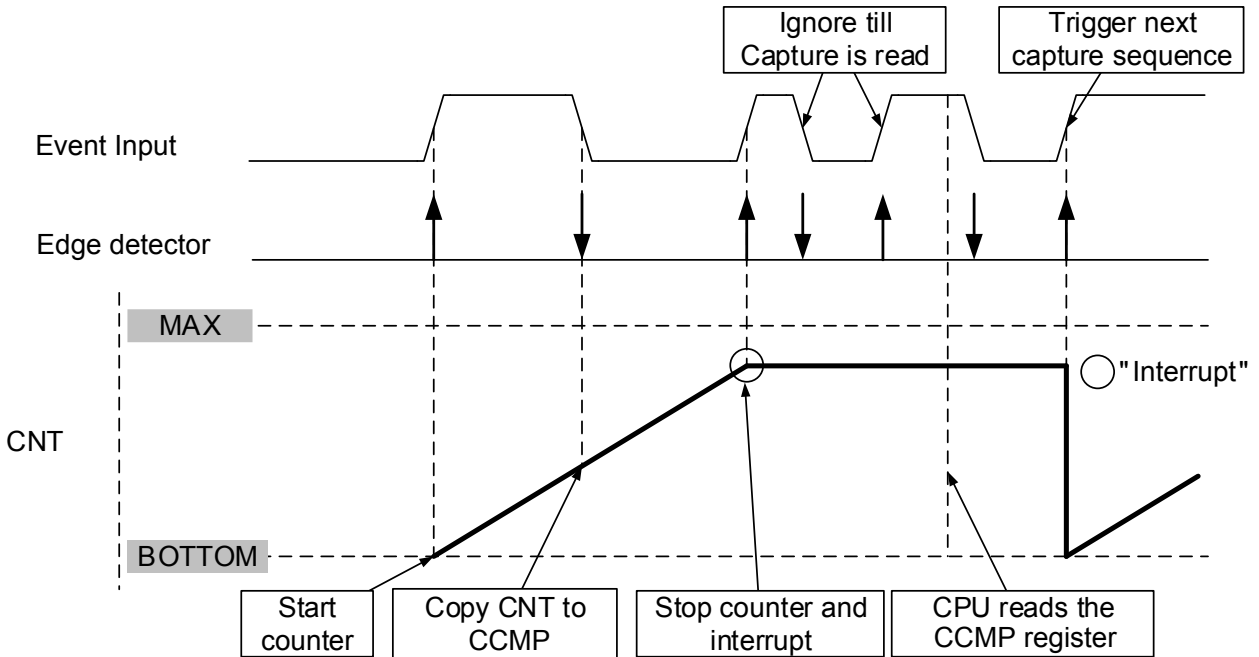 Ignore till
Capture is read
Trigger next
capture sequence
Event Input
Edge detector
MAX
"Interrupt"
CNT
BOTTOM
Start
counter
Copy CNT to
CCMP
Stop counter and
interrupt
CPU reads the
CCMP register